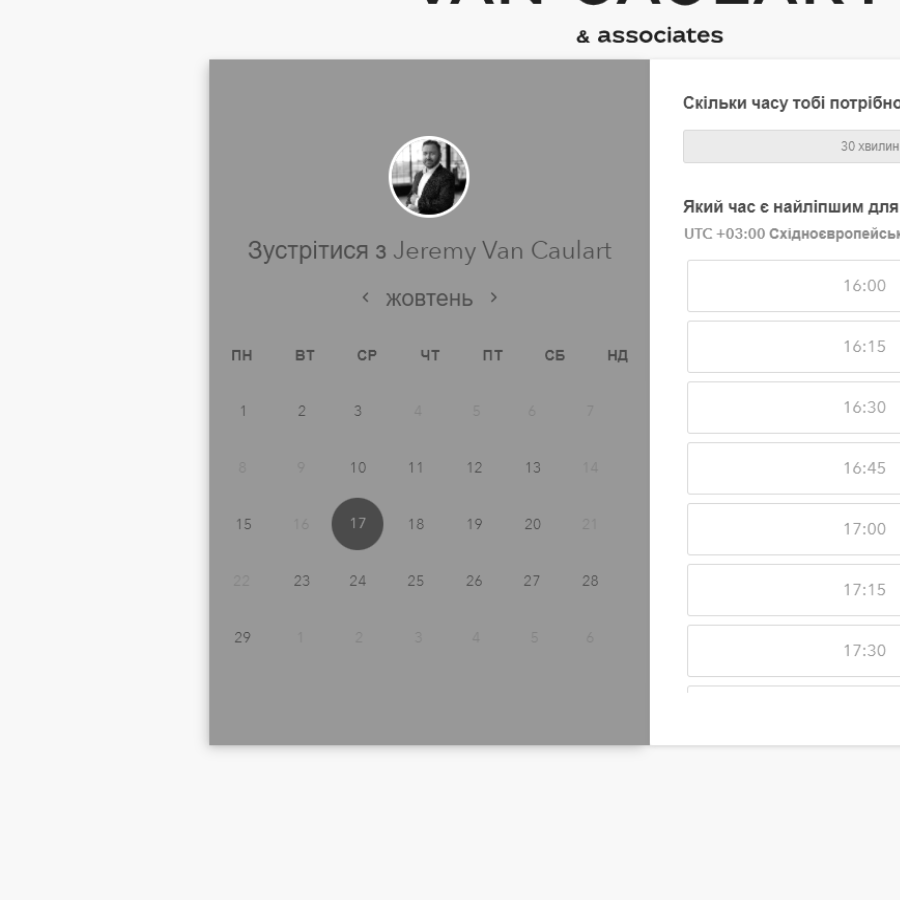 VAN CAULART
& associates
Зустрітися з Jeremy Van Caulart
жовтень
ПН ВТ СР ЧТ ПТ СБ НД
1 2 3 4 5 6 7
8 9 10 11 12 13 14
15 16 17 18 19 20 21
22 23 24 25 26 27 28
29 1 2 3 4 5 6
Скільки часу тобі потрібно
30 хвилин
Який час є найліпшим для
UTC +03:00 Східноєвропейськ
16:00
16:15
16:30
16:45
17:00
17:15
17:30